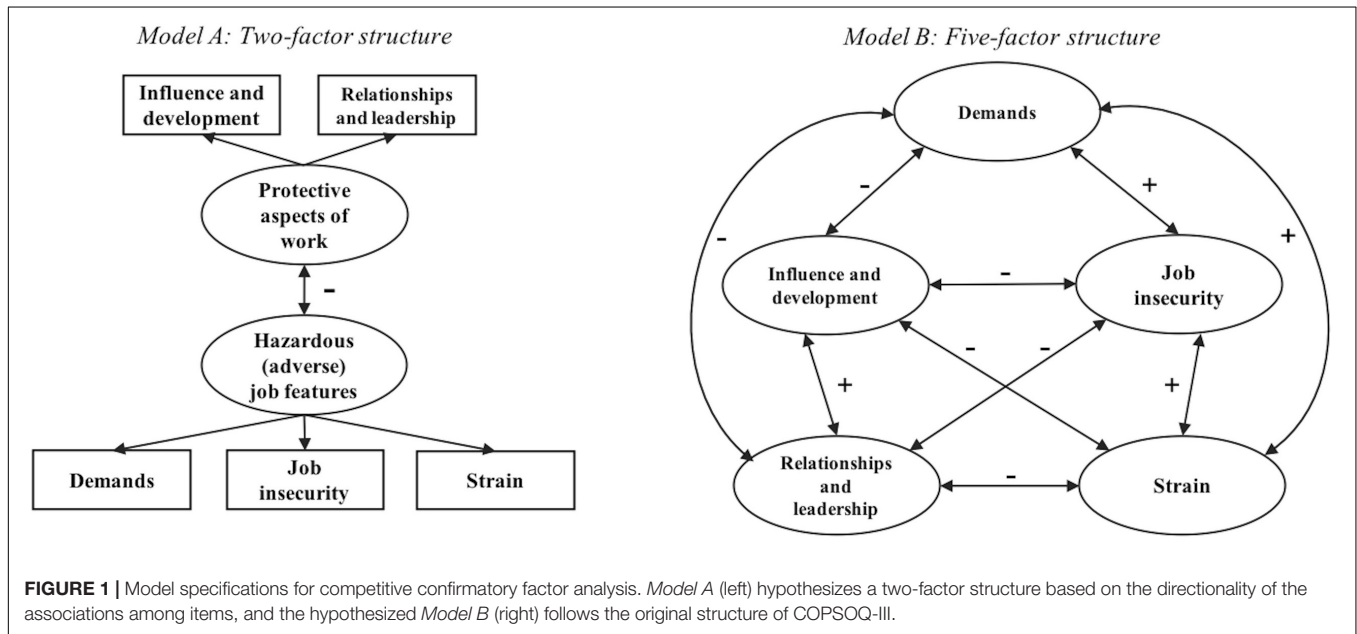 Model A: Two-factor structure
Influence and
development
Relationships
and leadership
Protective
aspects of
work
-
Hazardous
(adverse)
job features
Demands
Job
insecurity
Strain
Model B: Five-factor structure
Demands
-
+
-
+
Influence and
development
-
Job
insecurity
-
-
+
+
Relationships
and
leadership
-
Strain
FIGURE 1 | Model specifications for competitive confirmatory factor analysis. Model A (left) hypothesizes a two-factor structure based on the directionality of the
associations among items, and the hypothesized Model B (right) follows the original structure of COPSOQ-III.